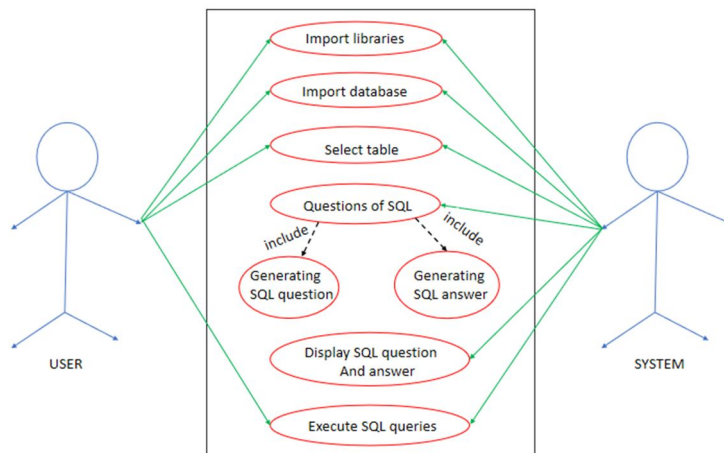 Import libraries
Import database
Select table
Questions of SQL
include
include
Generating
SQL question
Generating
SQL answer
Display SQL question
And answer
USER
SYSTEM
Execute SQL queries